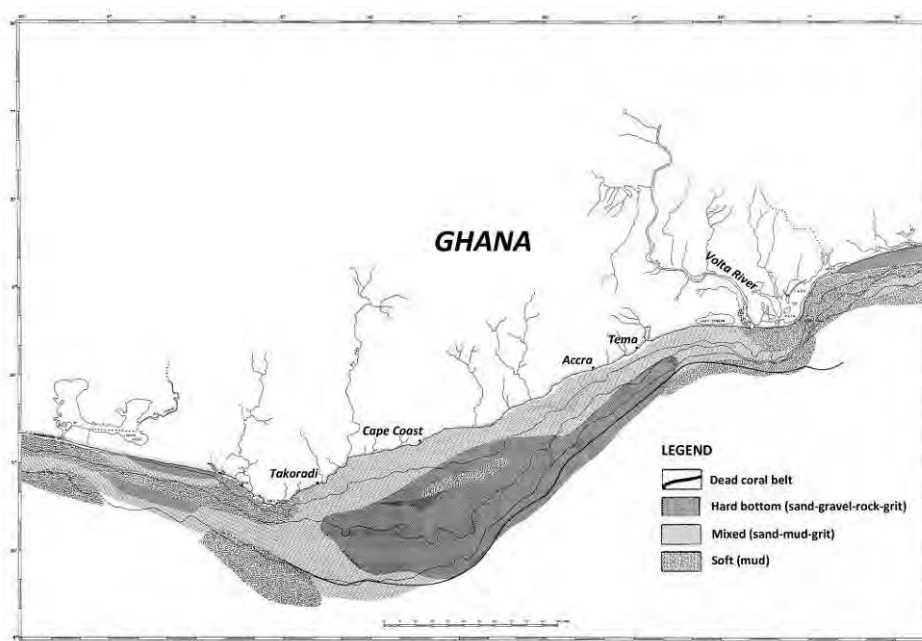 GHANA
Volta River
Tema
Accra
Cape Coast
Takoradi
LEGEND
Dead coral belt
Hard bottom (sand-gravel-rock-grit)
Mixed (sand-mud-grit)
Soft (mud)